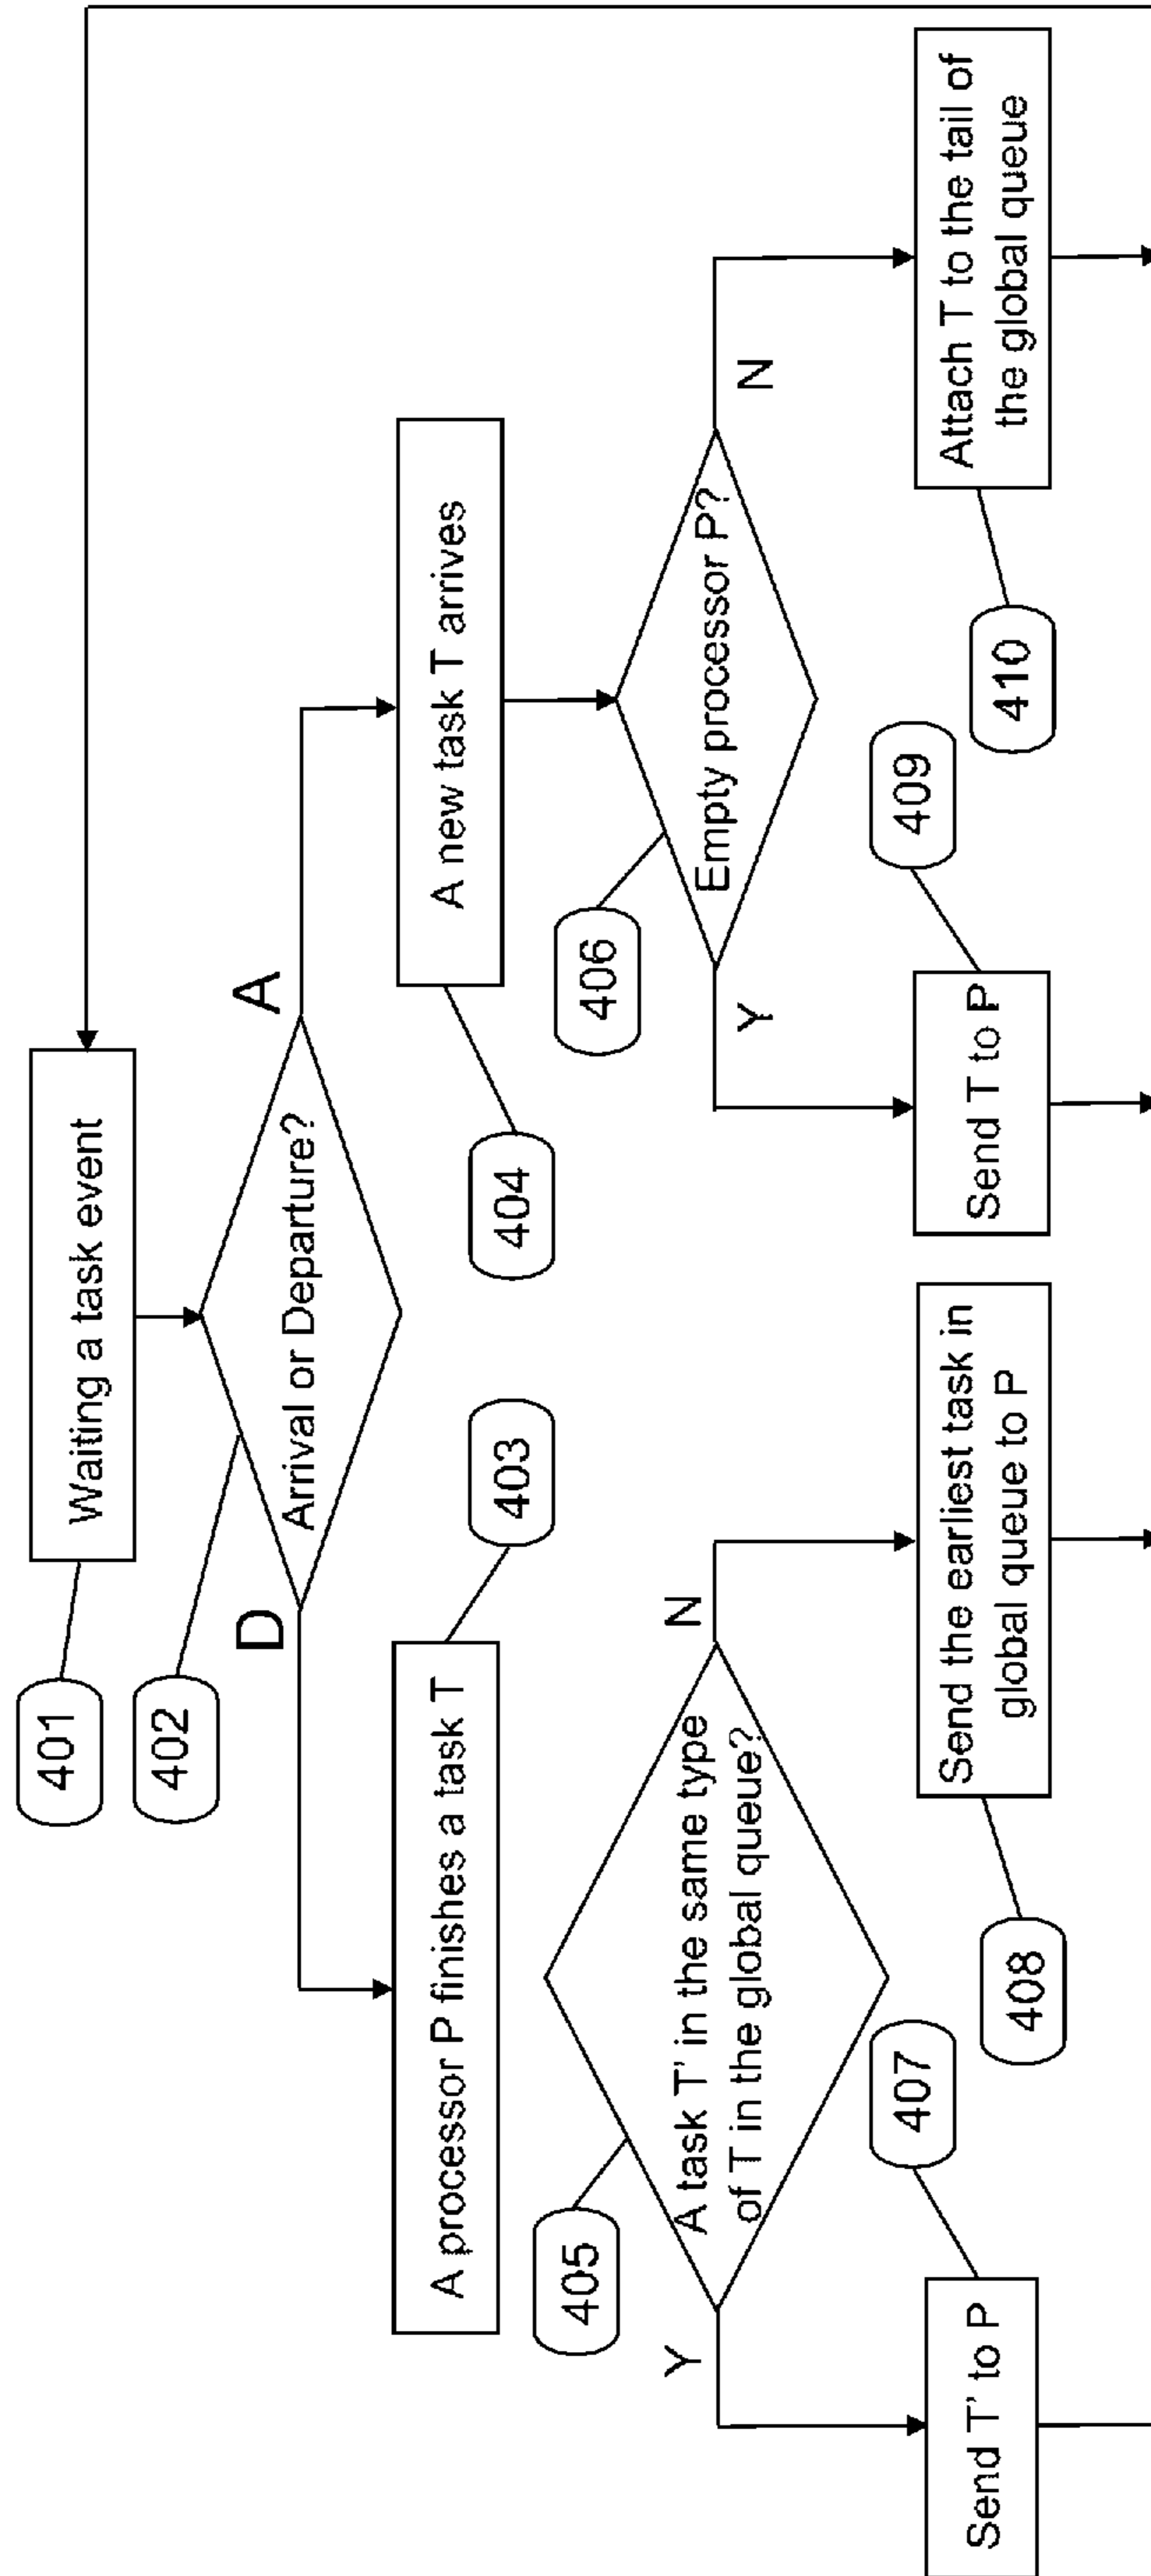 401
Waiting a task event
402
Arrival or Departure?
D
A
A processor P finishes a task T
403
404
A new task T arrives
405
A task T' in the same type
of T in the global queue?
Y
N
406
Empty processor P?
Y
N
Send T' to P
407
408
Send the earliest task in
global queue to P
Send T to P
409
410
Attach T to the tail of
the global queue